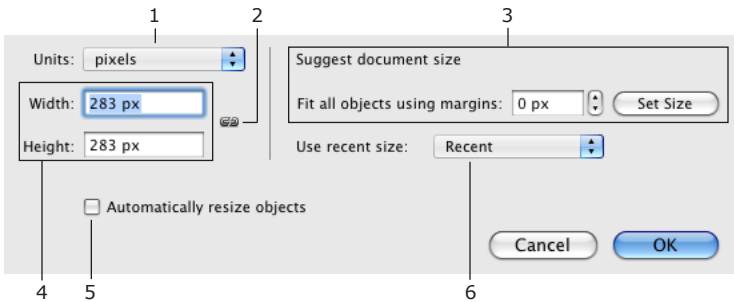 1 2 3
Units: pixels
Suggest document size
Width: 283 px
Fit all objects using margins: 0 px Set Size
Height: 283 px
Use recent size: Recent
Automatically resize objects
Cancel OK
4 5 6